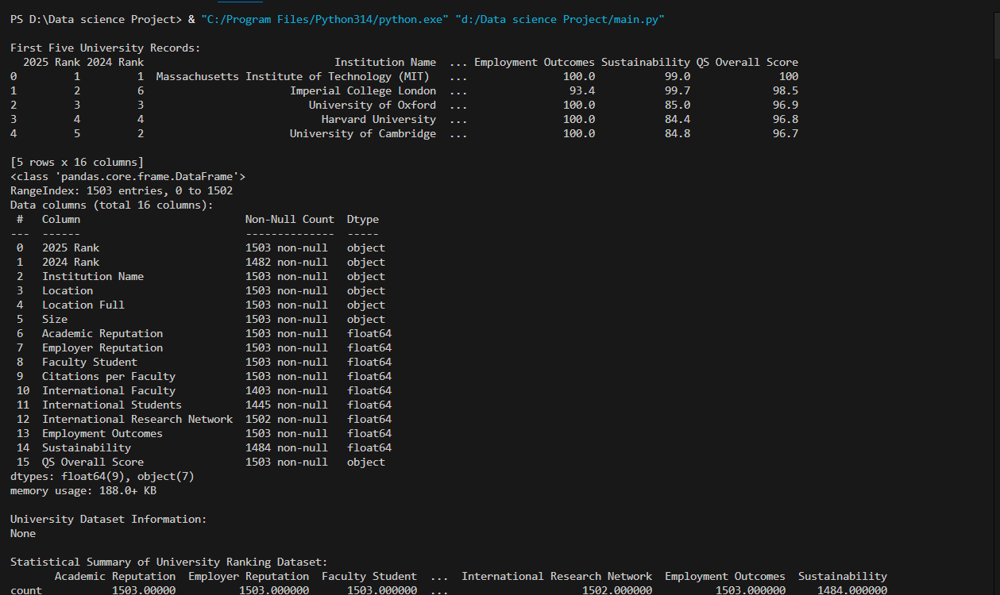 PS D:\Data science Project> & "C:/Program Files/Python314/python.exe" "d:/Data science Project/main.py"
First Five University Records:
2025 Rank 2024 Rank Institution Name ... Employment Outcomes Sustainability QS Overall Score
0 1 1 Massachusetts Institute of Technology (MIT) ... 100.0 99.0 100
1 2 6 Imperial College London ... 93.4 99.7 98.5
2 3 3 University of Oxford ... 100.0 85.0 96.9
3 4 4 Harvard University ... 100.0 84.4 96.8
4 5 2 University of Cambridge ... 100.0 84.8 96.7
[5 rows x 16 columns]
<class 'pandas.core.frame.DataFrame'>
RangeIndex: 1503 entries, 0 to 1502
Data columns (total 16 columns):
# Column Non-Null Count Dtype
--- ------ -------------- -----
0 2025 Rank 1503 non-null object
1 2024 Rank 1482 non-null object
2 Institution Name 1503 non-null object
3 Location 1503 non-null object
4 Location Full 1503 non-null object
5 Size 1503 non-null object
6 Academic Reputation 1503 non-null float64
7 Employer Reputation 1503 non-null float64
8 Faculty Student 1503 non-null float64
9 Citations per Faculty 1503 non-null float64
10 International Faculty 1403 non-null float64
11 International Students 1445 non-null float64
12 International Research Network 1502 non-null float64
13 Employment Outcomes 1503 non-null float64
14 Sustainability 1484 non-null float64
15 QS Overall Score 1503 non-null object
dtypes: float64(9), object(7)
memory usage: 188.0+ KB
University Dataset Information:
None
Statistical Summary of University Ranking Dataset:
Academic Reputation Employer Reputation Faculty Student ... International Research Network Employment Outcomes Sustainability
count 1503.00000 1503.000000 1503.000000 ... 1502.000000 1503.000000 1484.000000